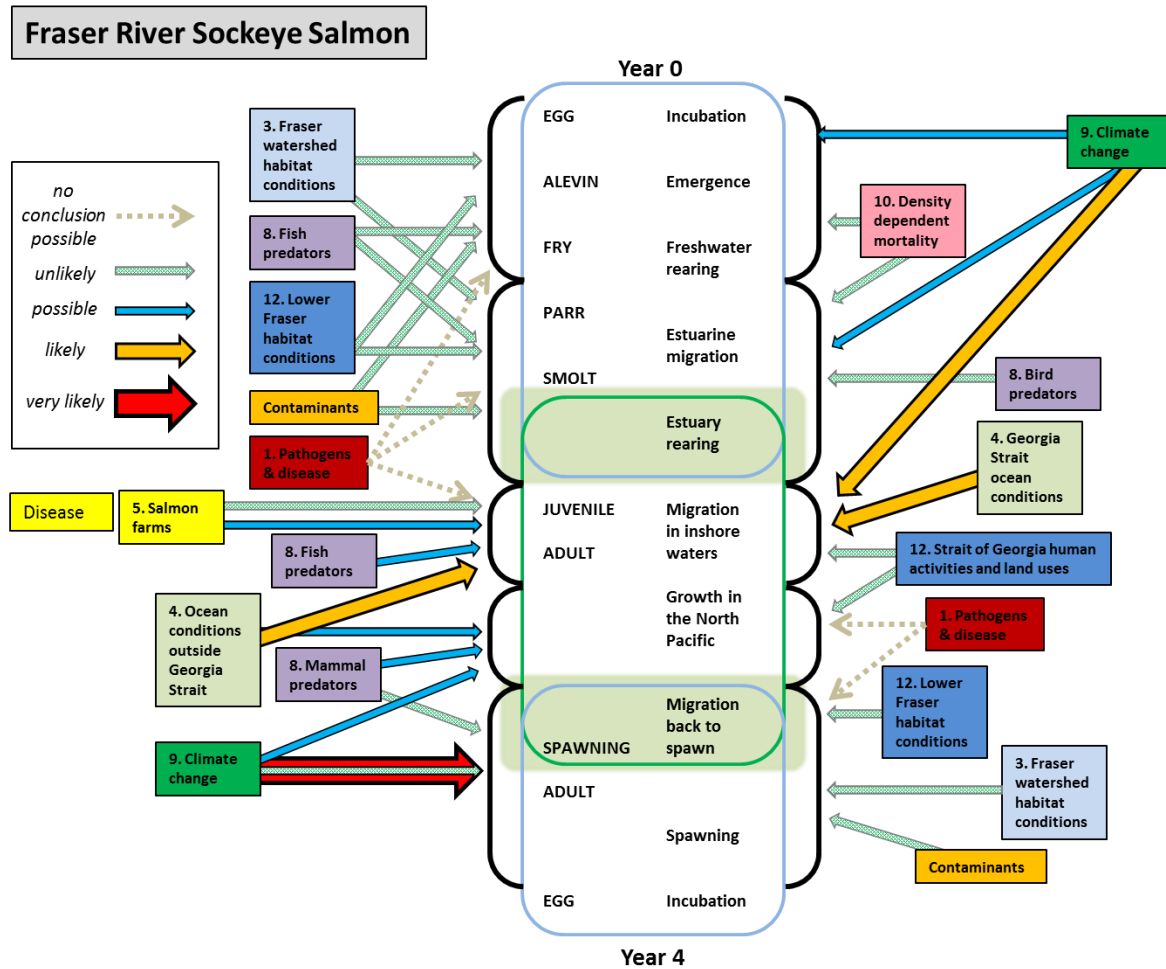 Fraser River Sockeye Salmon
Year 0
no
conclusion
possible
unlikely
possible
likely
very likely
3. Fraser
watershed
habitat
conditions
8. Fish
predators
12. Lower
Fraser
habitat
conditions
Contaminants
1. Pathogens
& disease
Disease
5. Salmon
farms
8. Fish
predators
4. Ocean
conditions
outside
Georgia
Strait
8. Mammal
predators
9. Climate
change
EGG
Incubation
ALEVIN
Emergence
FRY
Freshwater
rearing
PARR
Estuarine
migration
SMOLT
Estuary
rearing
JUVENILE
ADULT
Migration
in inshore
waters
Growth in
the North
Pacific
Migration
back to
spawn
SPAWNING
ADULT
Spawning
EGG
Incubation
9. Climate
change
10. Density
dependent
mortality
8. Bird
predators
4. Georgia
Strait
ocean
conditions
12. Strait of Georgia human
activities and land uses
1. Pathogens
& disease
12. Lower
Fraser
habitat
conditions
3. Fraser
watershed
habitat
conditions
Contaminants
Year 4